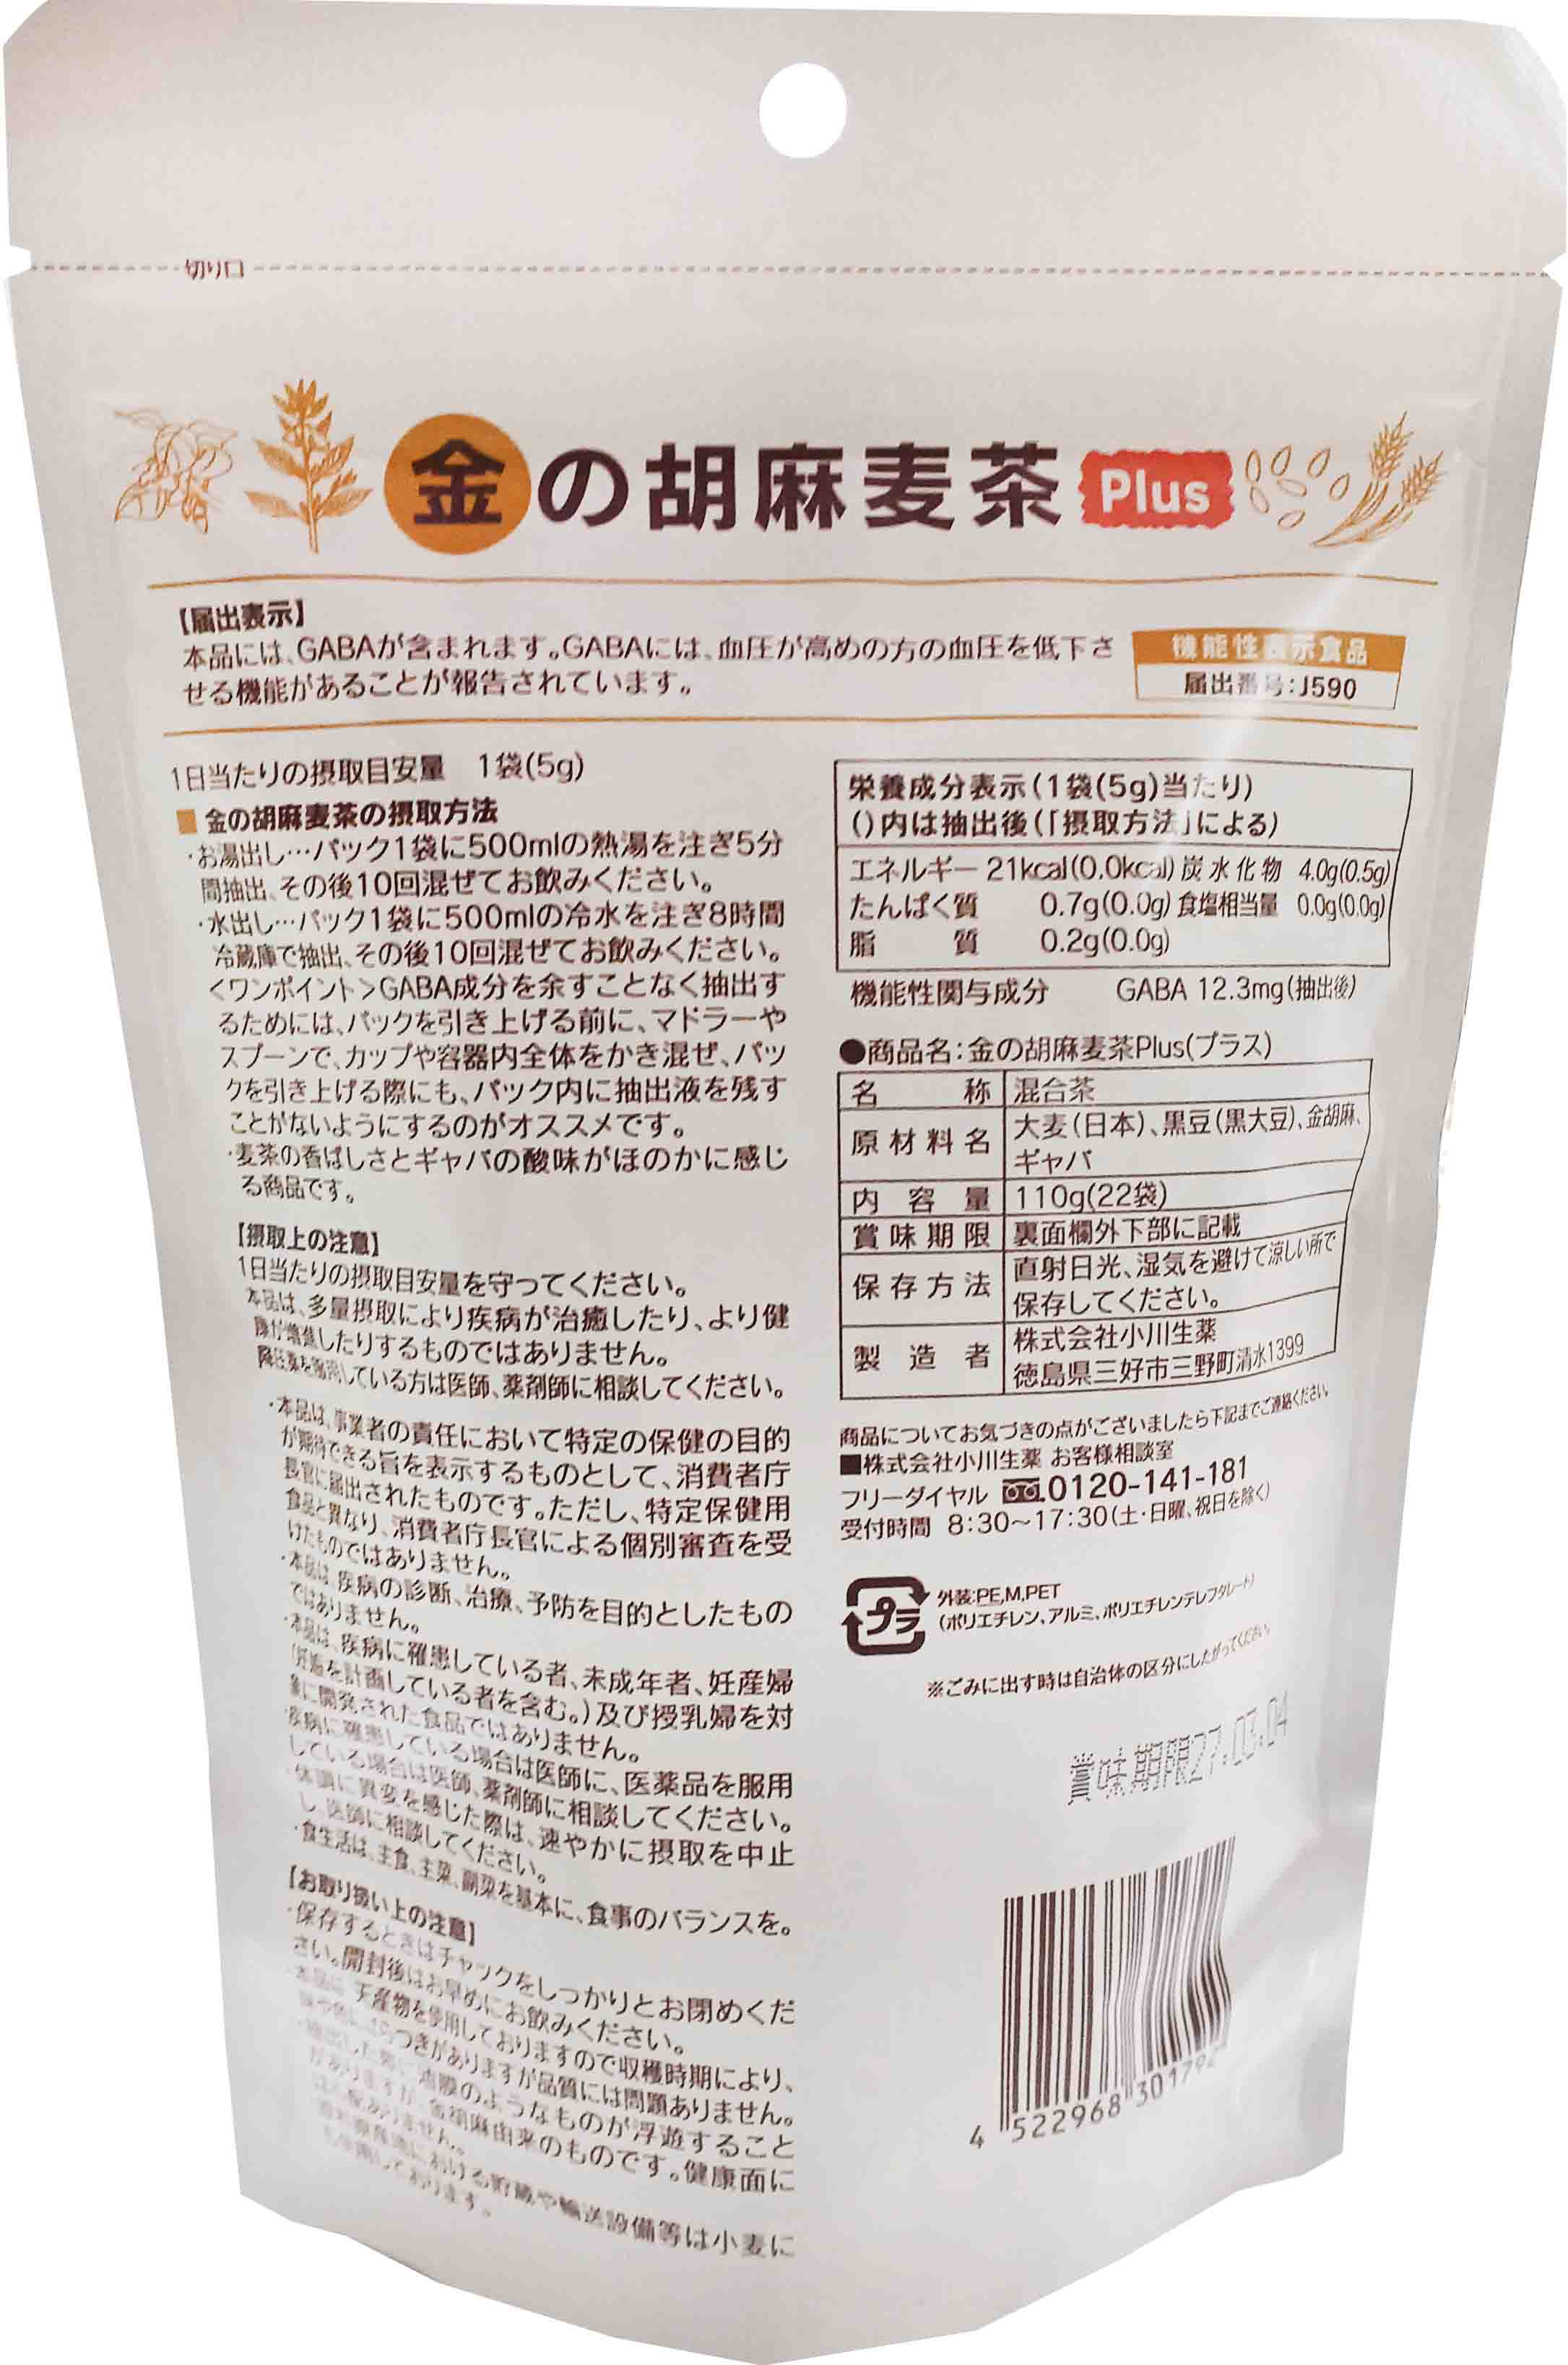 切り口
金の胡麻麦茶 Plus
【届出表示】
本品には、GABAが含まれます。GABAには、血圧が高めの方の血圧を低下さ
せる機能があることが報告されています。
機能性表示食品
届出番号:J590
1日当たりの摂取目安量 1袋(5g)
■ 金の胡麻麦茶の摂取方法
・お湯出し…パック1袋に500mlの熱湯を注ぎ5分
間抽出、その後10回混ぜてお飲みください。
・水出し…パック1袋に500mlの冷水を注ぎ8時間
冷蔵庫で抽出、その後10回混ぜてお飲みください。
<ワンポイント>GABA成分を余すことなく抽出す
るためには、パックを引き上げる前に、マドラーや
スプーンで、カップや容器内全体をかき混ぜ、パッ
クを引き上げる際にも、パック内に抽出液を残す
ことがないようにするのがオススメです。
・麦茶の香ばしさとギャバの酸味がほのかに感じ
る商品です。
【摂取上の注意】
1日当たりの摂取目安量を守ってください。
本品は、多量摂取により疾病が治癒したり、より健
康が増進したりするものではありません。
降圧薬を服用している方は医師、薬剤師に相談してください。
・本品は、事業者の責任において特定の保健の目的
が期待できる旨を表示するものとして、消費者庁
長官に届出されたものです。ただし、特定保健用
食品と異なり、消費者庁長官による個別審査を受
けたものではありません。
・本品は、疾病の診断、治療、予防を目的としたもの
ではありません。
・本品は、疾病に罹患している者、未成年者、妊産婦
(妊娠を計画している者を含む。)及び授乳婦を対
象に開発された食品ではありません。
疾病に罹患している場合は医師に、医薬品を服用
している場合は医師、薬剤師に相談してください。
体調に異変を感じた際は、速やかに摂取を中止
し、医師に相談してください。
・食生活は、主食、主菜、副菜を基本に、食事のバランスを。
【お取り扱い上の注意】
・保存するときはチャックをしっかりとお閉めくだ
さい。開封後はお早めにお飲みください。
本品は、天産物を使用しておりますので収穫時期により、
つきがありますが品質には問題ありません。
油膜のようなものが浮遊すること
がありますが、金胡麻由来のものです。健康面に
ありません。
における貯蔵や輸送設備等は小麦に
使用しております。
栄養成分表示(1袋(5g)当たり)
()内は抽出後(「摂取方法」による)
エネルギー 21kcal(0.0kcal) 炭水化物 4.0g(0.5g)
たんぱく質 0.7g(0.0g) 食塩相当量 0.0g(0.0g)
脂質 0.2g(0.0g)
機能性関与成分 GABA 12.3mg(抽出後)
●商品名:金の胡麻麦茶Plus(プラス)
名称 混合茶
原材料名 大麦(日本)、黒豆(黒大豆)、金胡麻、
ギャバ
内容量 110g(22袋)
賞味期限 裏面欄外下部に記載
保存方法 直射日光、湿気を避けて涼しい所で
保存してください。
製造者 株式会社小川生薬
徳島県三好市三野町清水1399
商品についてお気づきの点がございましたら下記までご連絡ください。
■株式会社小川生薬 お客様相談室
フリーダイヤル 0120-141-181
受付時間 8:30〜17:30(土・日曜、祝日を除く)
プラ
外装:PE,M,PET
(ポリエチレン、アルミ、ポリエチレンテレフタレート)
※ごみに出す時は自治体の区分にしたがってください。
賞味期限27.03.04
4 522968 30179